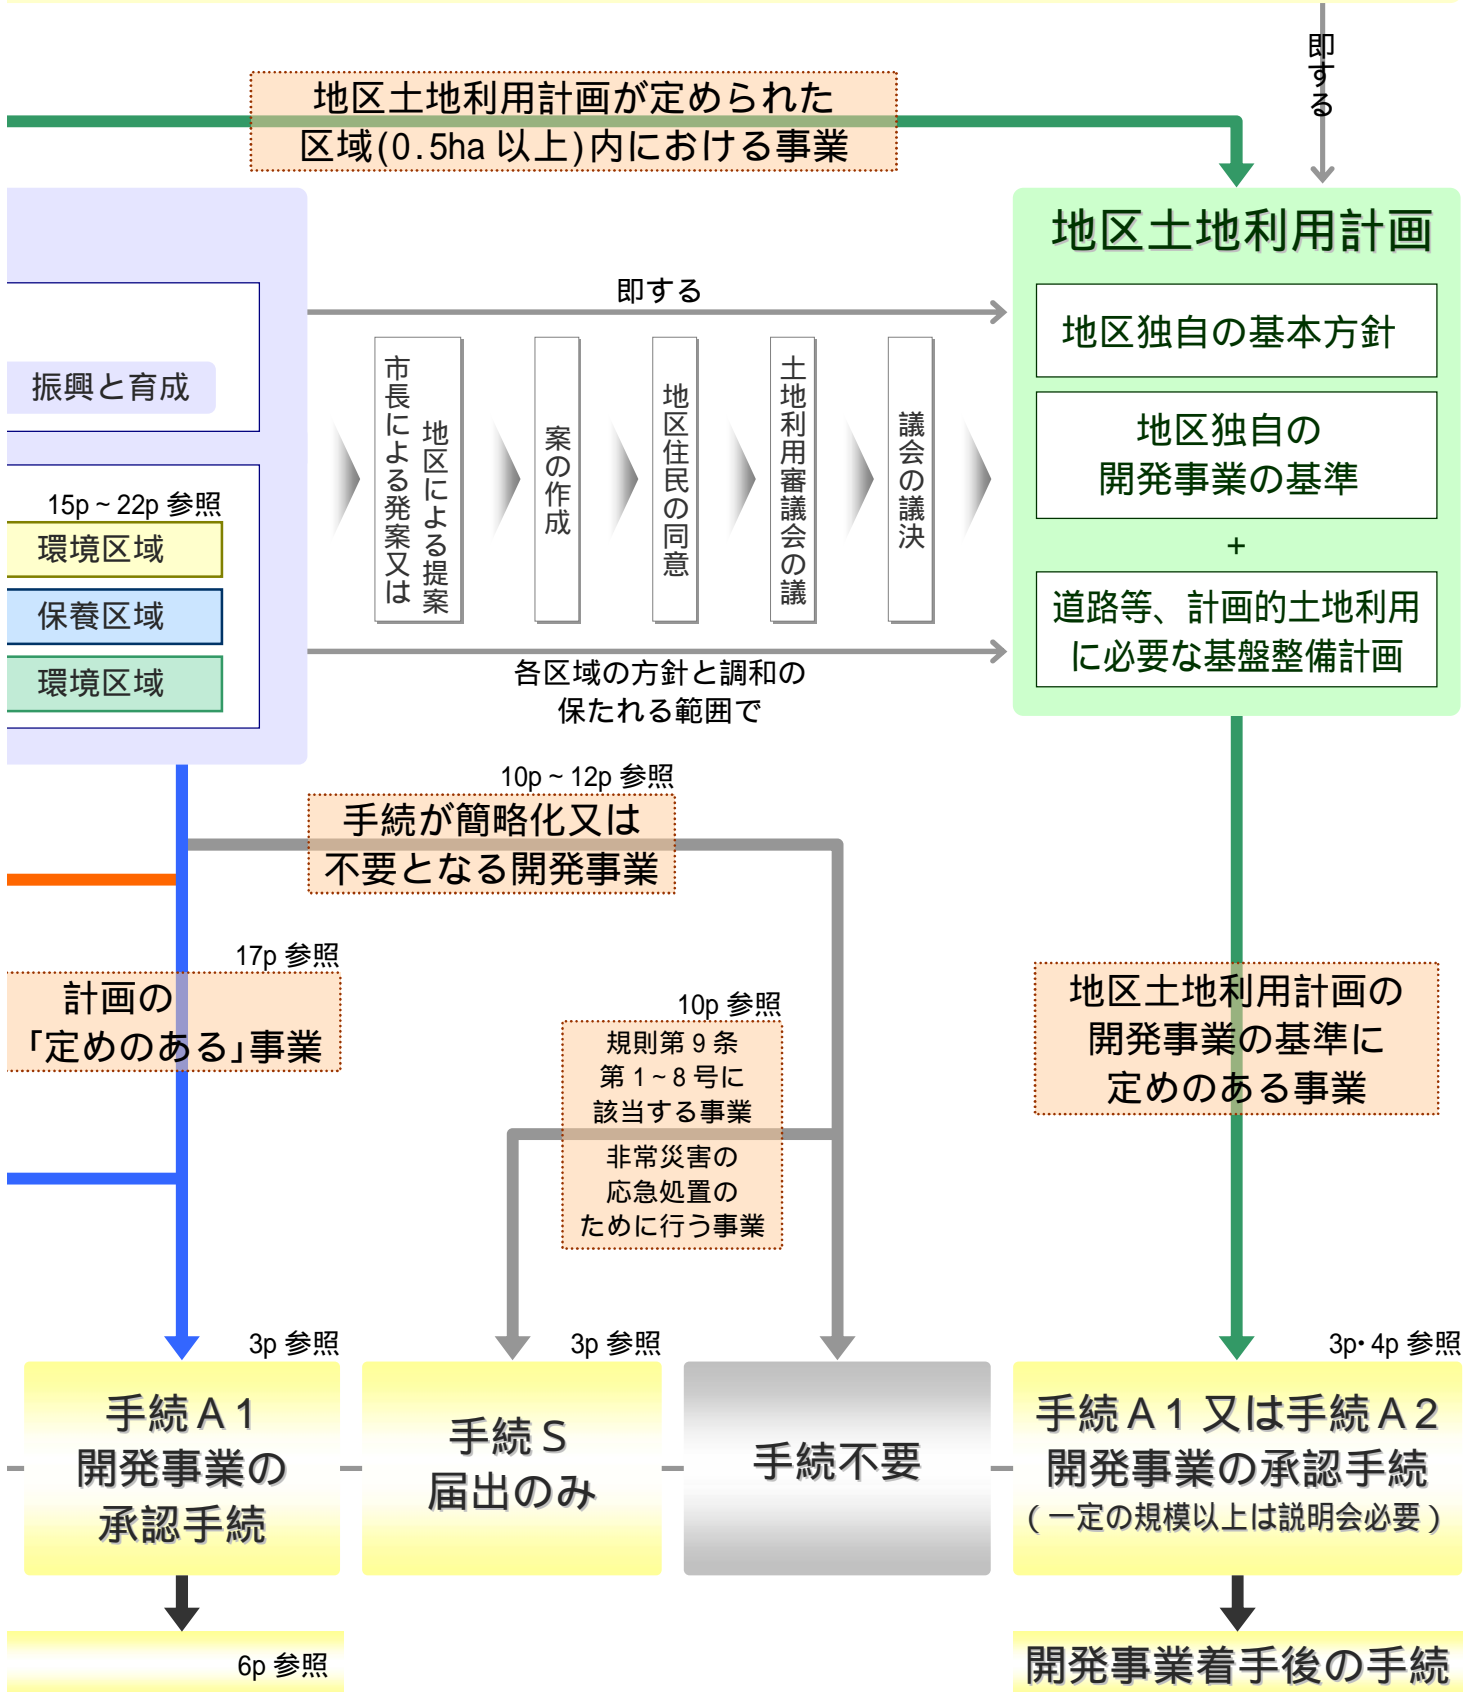 即する
地区土地利用計画が定められた
区域(0.5ha 以上)内における事業
地区土地利用計画
即する
地区独自の基本方針
振興と育成
市長による発案又は
地区による提案
案の作成
地区住民の同意
土地利用審議会の議
議会の議決
地区独自の
開発事業の基準
+
道路等、計画的土地利用
に必要な基盤整備計画
15p～22p 参照
環境区域
保養区域
環境区域
各区域の方針と調和の
保たれる範囲で
10p～12p 参照
手続が簡略化又は
不要となる開発事業
17p 参照
計画の
「定めのある」事業
10p 参照
規則第９条
第 1～8 号に
該当する事業
非常災害の
応急処置の
ために行う事業
地区土地利用計画の
開発事業の基準に
定めのある事業
3p 参照
手続Ａ１
開発事業の
承認手続
3p 参照
手続Ｓ
届出のみ
手続不要
3p・4p 参照
手続Ａ１又は手続Ａ２
開発事業の承認手続
（一定の規模以上は説明会必要）
6p 参照
開発事業着手後の手続